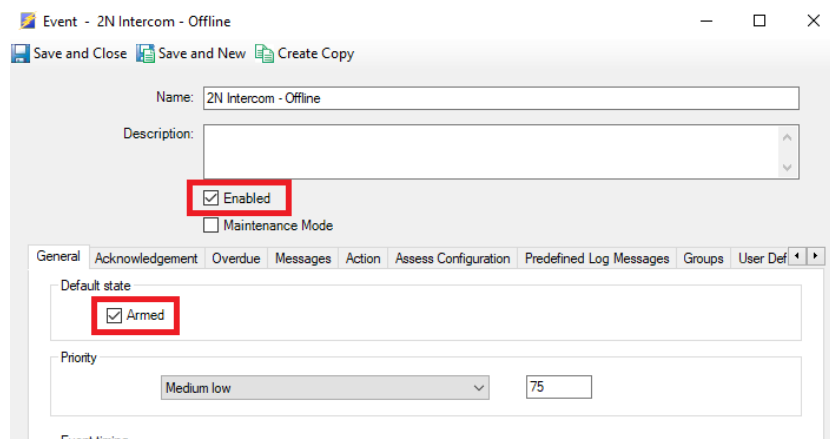 Event - 2N Intercom - Offline
Save and Close Save and New Create Copy
Name: 2N Intercom - Offline
Description:
Enabled
Maintenance Mode
General Acknowledgement Overdue Messages Action Assess Configuration Predefined Log Messages Groups User Def
Default state
Armed
Priority
Medium low 75